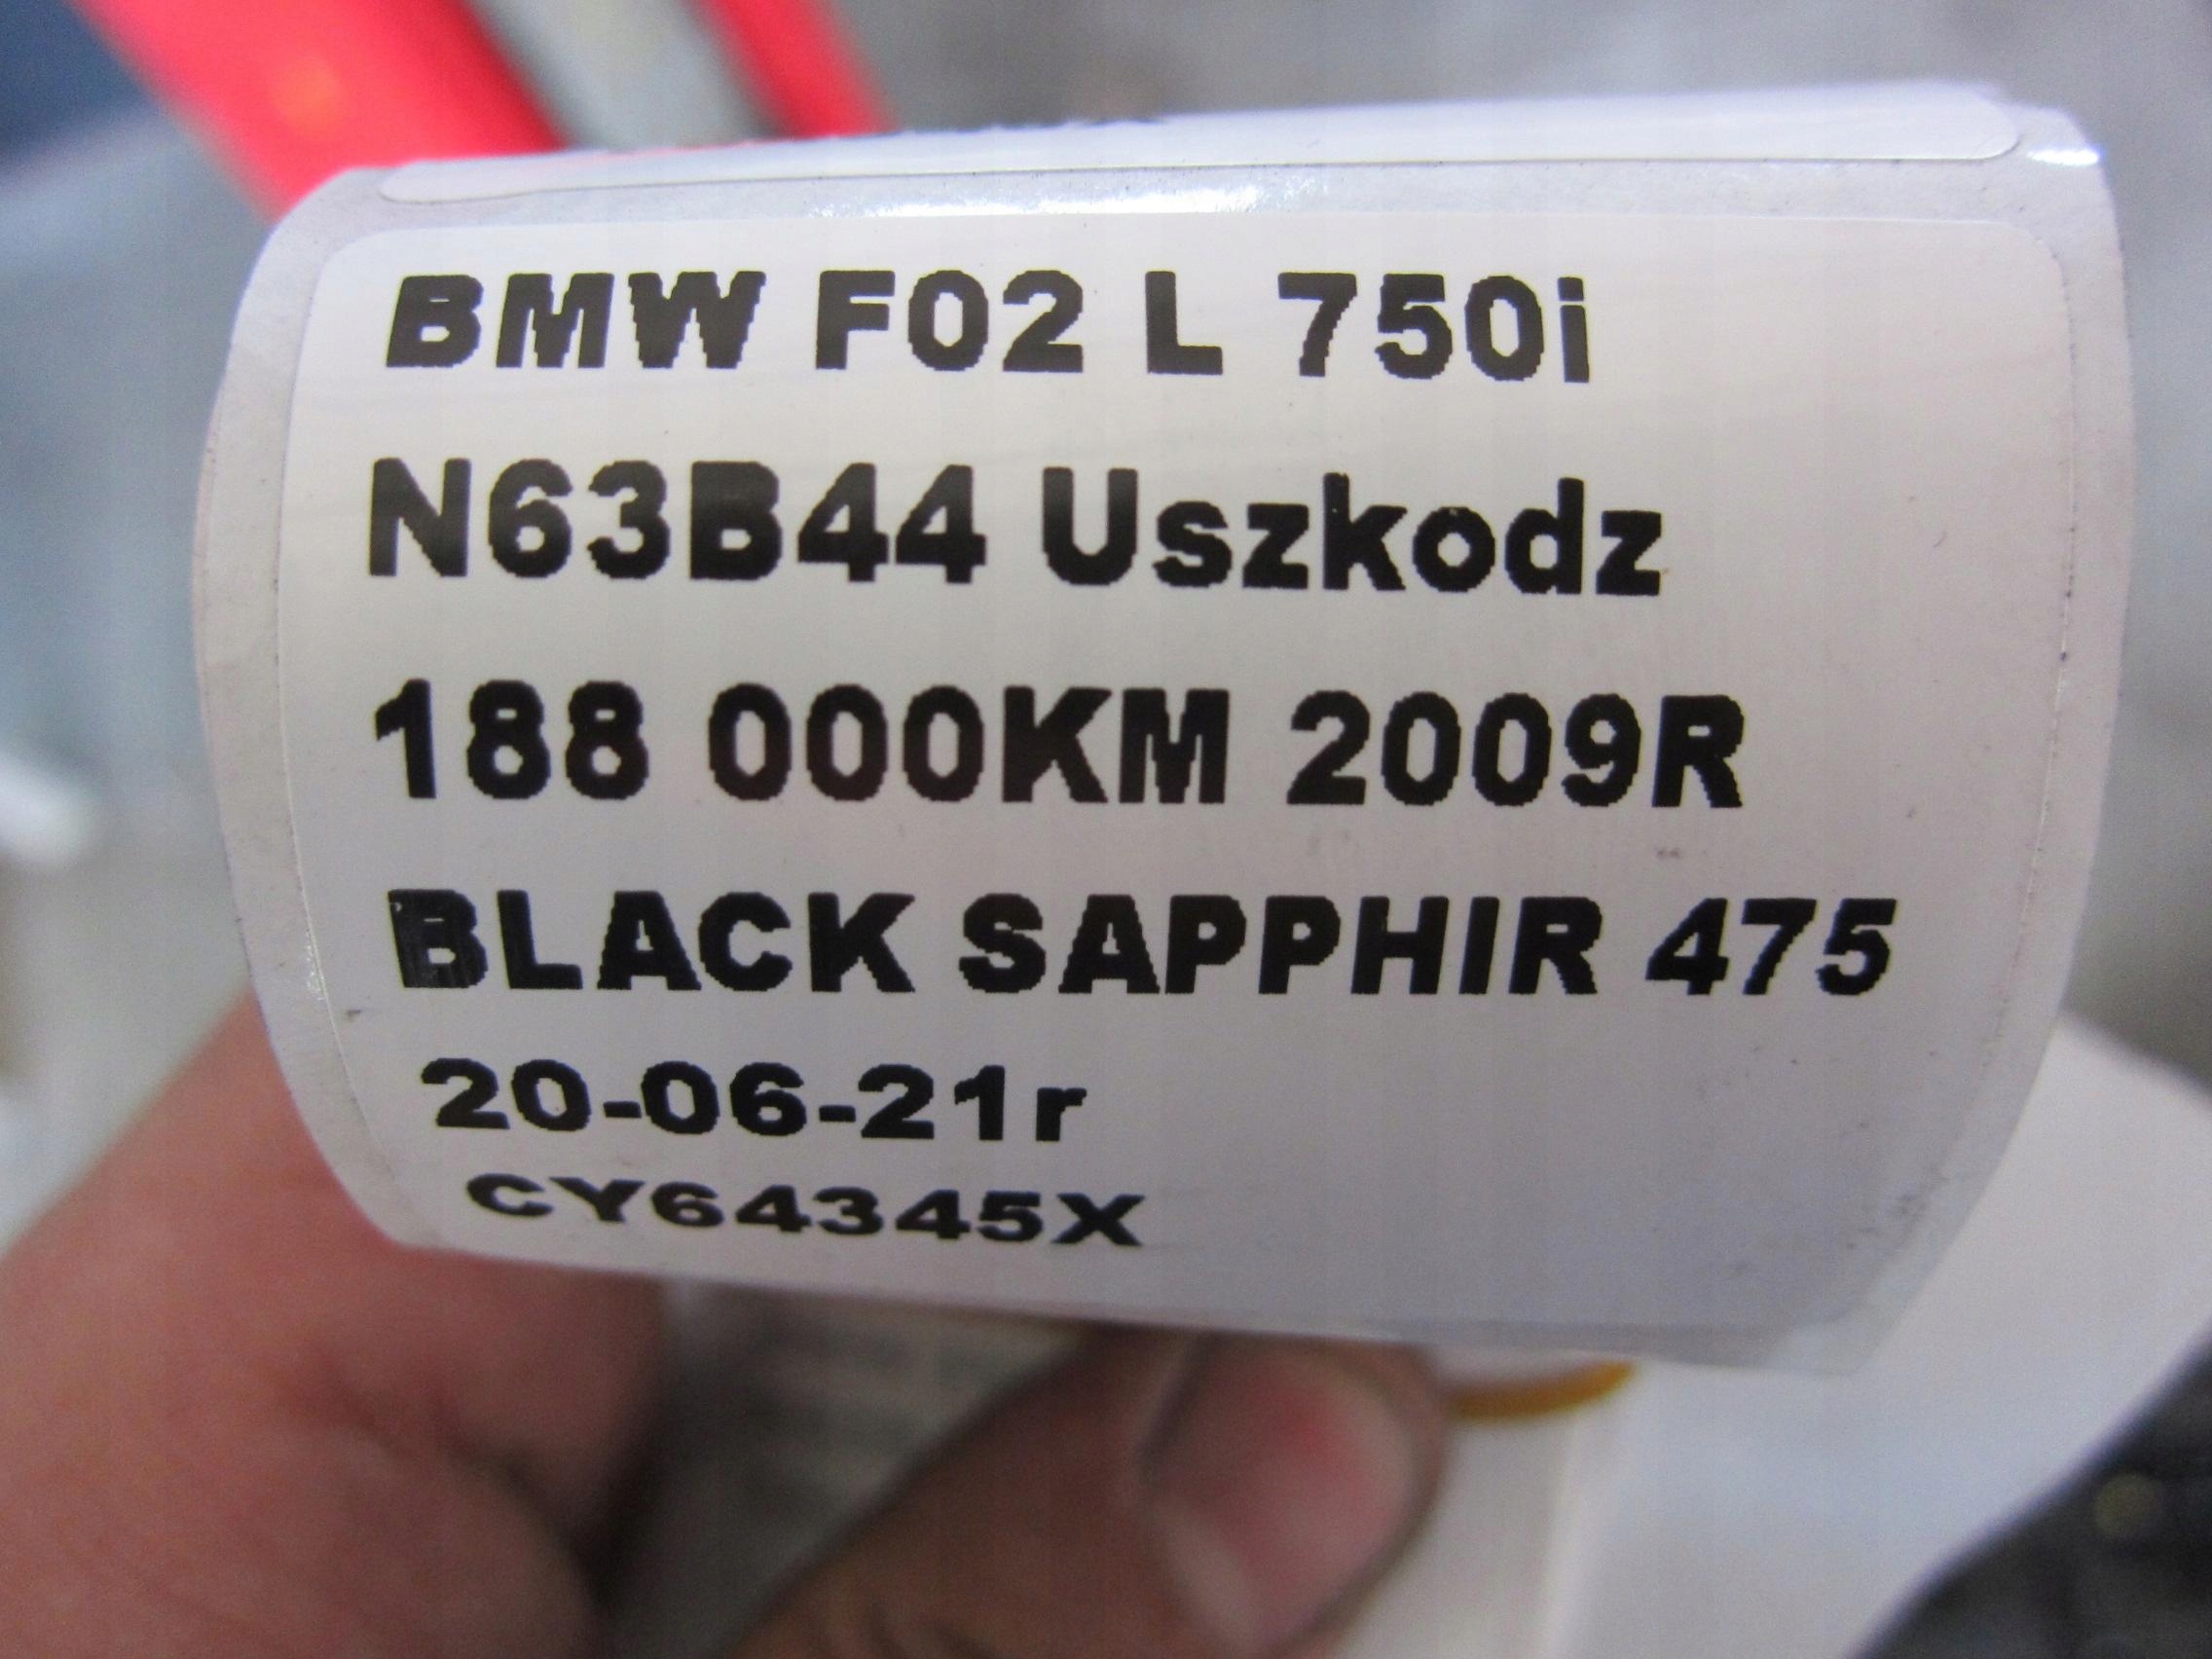 BMW F02 L 750i
N63B44 Uszkodz
188 000KM 2009R
BLACK SAPPHIR 475
20-06-21r
CY64345X